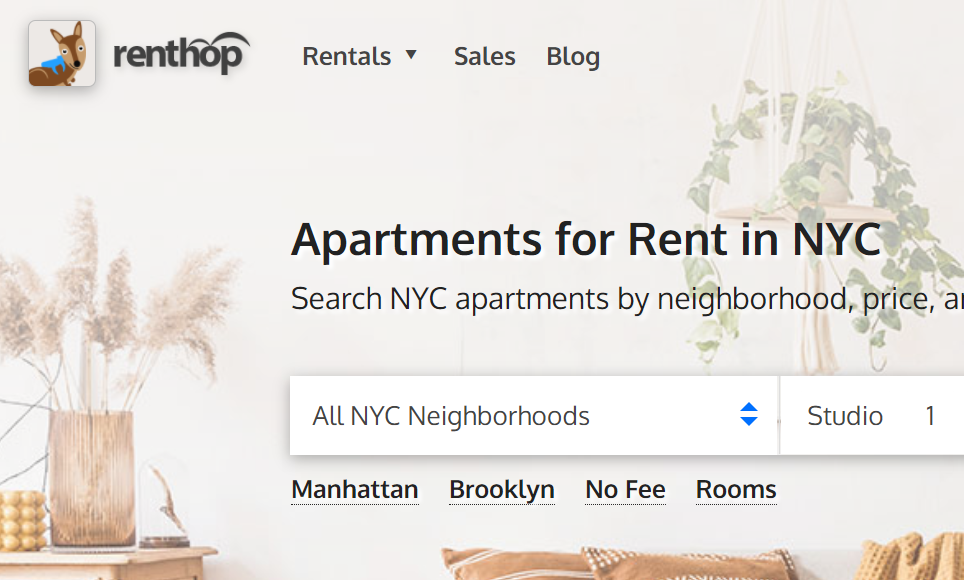 renthop Rentals Sales Blog
Apartments for Rent in NYC
Search NYC apartments by neighborhood, price,
All NYC Neighborhoods Studio 1
Manhattan Brooklyn No Fee Rooms